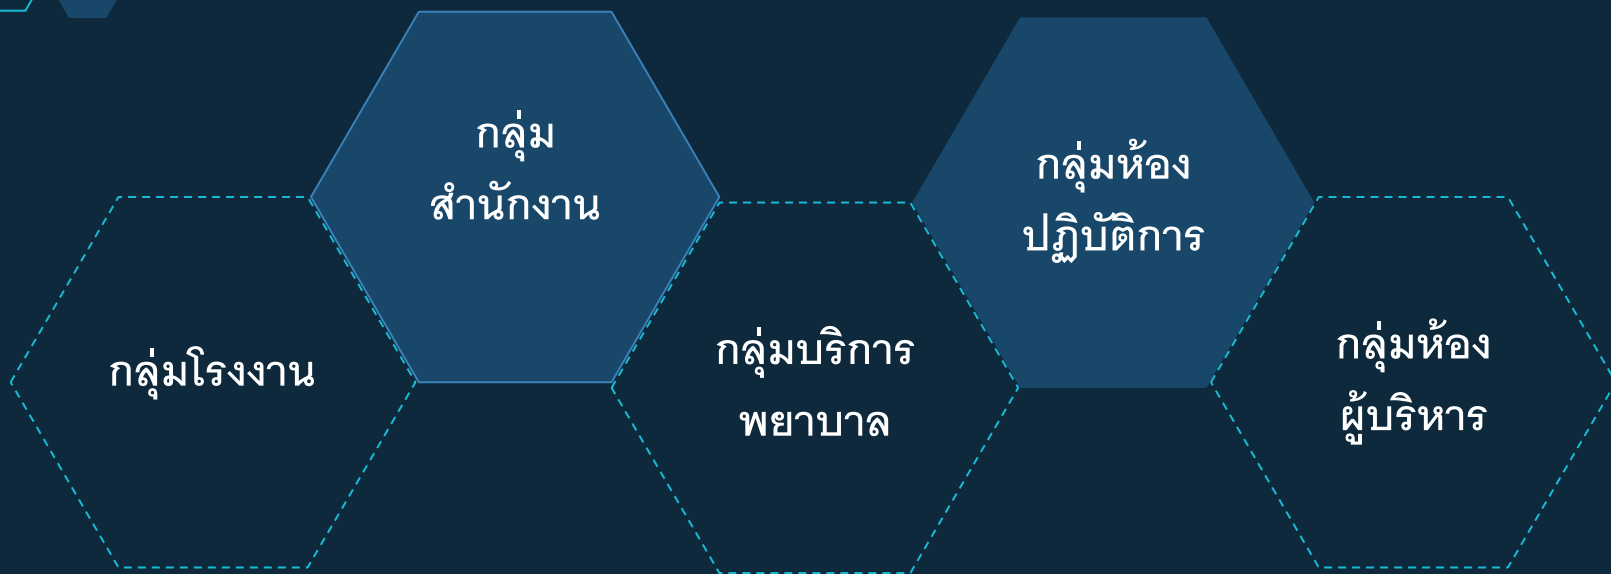 กลุ่มโรงงาน
กลุ่ม
สำนักงาน
กลุ่มบริการ
พยาบาล
กลุ่มห้อง
ปฏิบัติการ
กลุ่มห้อง
ผู้บริหาร